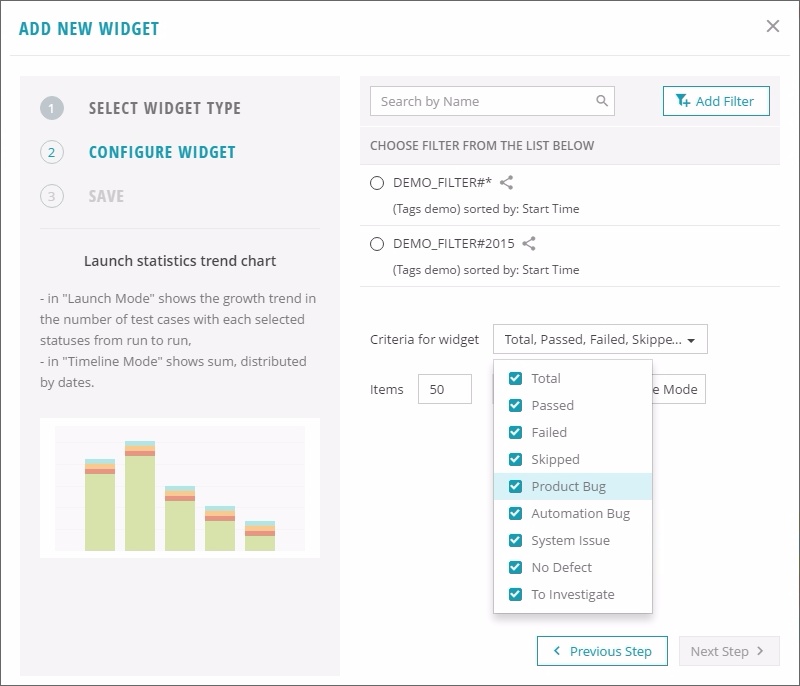 ADD NEW WIDGET
1 SELECT WIDGET TYPE
2 CONFIGURE WIDGET
3 SAVE
Launch statistics trend chart
- in "Launch Mode" shows the growth trend in
the number of test cases with each selected
statuses from run to run,
- in "Timeline Mode" shows sum, distributed
by dates.
Search by Name
Add Filter
CHOOSE FILTER FROM THE LIST BELOW
DEMO_FILTER#*
(Tags demo) sorted by: Start Time
DEMO_FILTER#2015
(Tags demo) sorted by: Start Time
Criteria for widget Total, Passed, Failed, Skippe...
Items 50 e Mode
Total
Passed
Failed
Skipped
Product Bug
Automation Bug
System Issue
No Defect
To Investigate
Previous Step Next Step